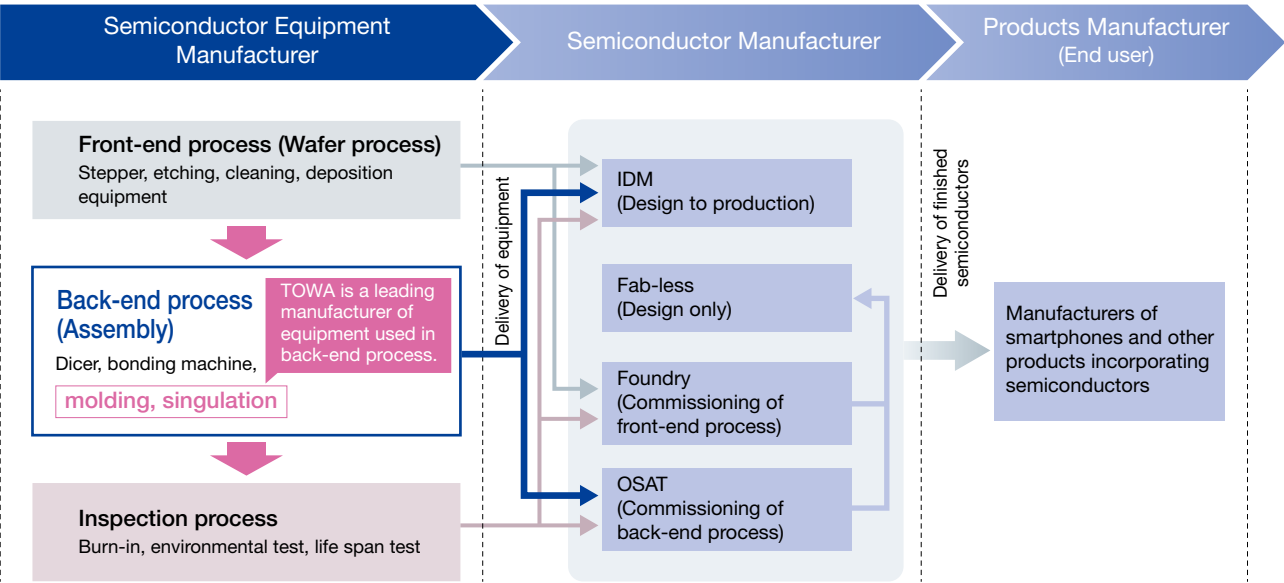 Semiconductor Equipment
Manufacturer
Semiconductor Manufacturer
Products Manufacturer
(End user)
Front-end process (Wafer process)
Stepper, etching, cleaning, deposition
equipment
Back-end process
(Assembly)
Dicer, bonding machine,
molding, singulation
TOWA is a leading
manufacturer of
equipment used in
back-end process.
Inspection process
Burn-in, environmental test, life span test
Delivery of equipment
IDM
(Design to production)
Fab-less
(Design only)
Foundry
(Commissioning of
front-end process)
OSAT
(Commissioning of
back-end process)
Delivery of finished
semiconductors
Manufacturers of
smartphones and other
products incorporating
semiconductors